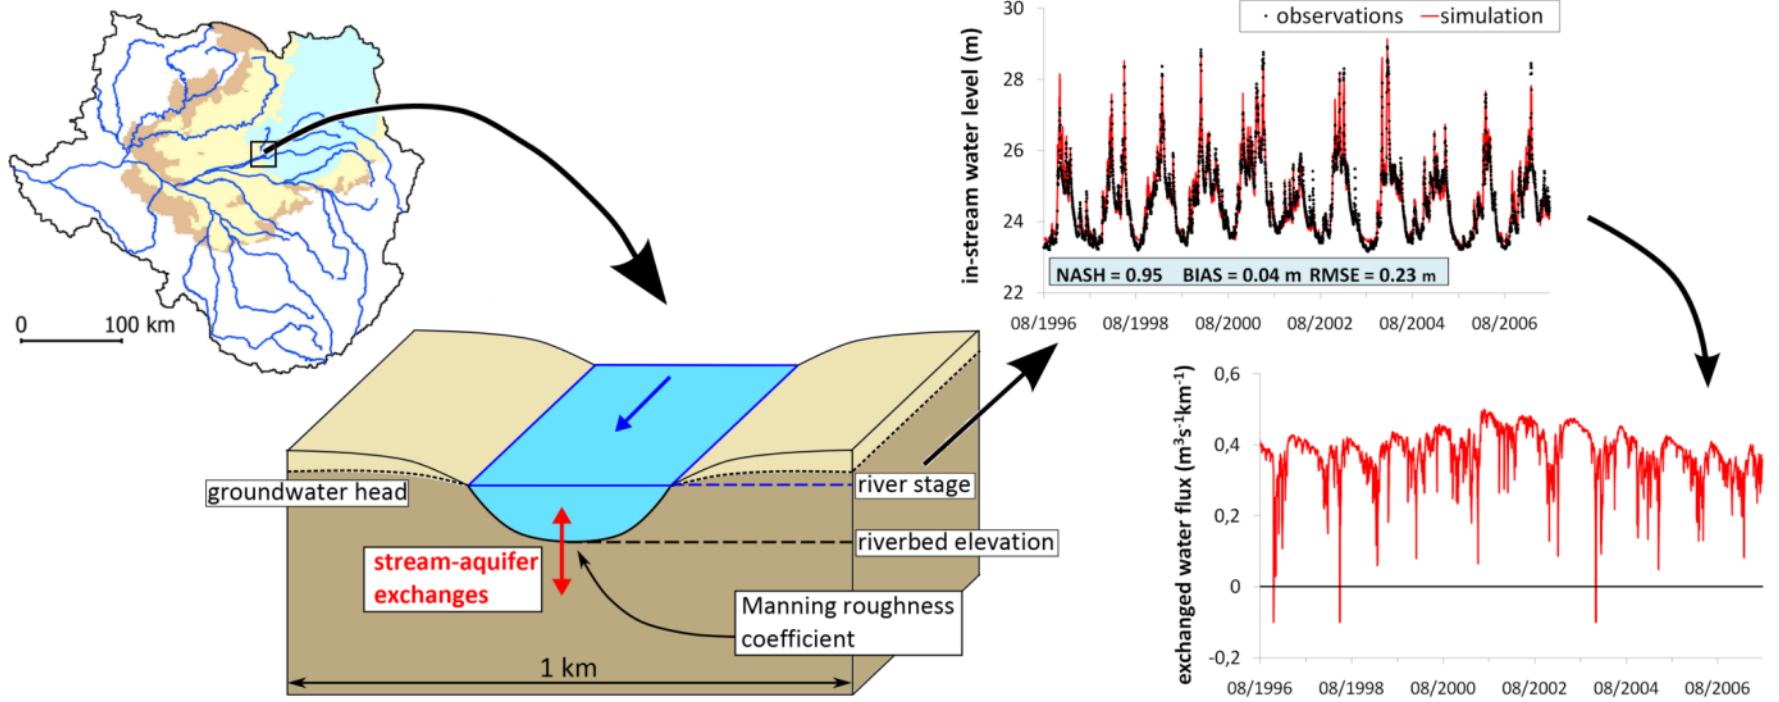 0 100 km
groundwater head
stream-aquifer
exchanges
river stage
riverbed elevation
Manning roughness
coefficient
1 km
in-stream water level (m)
observations simulation
30
28
26
24
22
NASH = 0.95 BIAS = 0.04 m RMSE = 0.23 m
08/1996 08/1998 08/2000 08/2002 08/2004 08/2006
exchanged water flux (m³s⁻¹km⁻¹)
0,6
0,4
0,2
0
-0,2
08/1996 08/1998 08/2000 08/2002 08/2004 08/2006